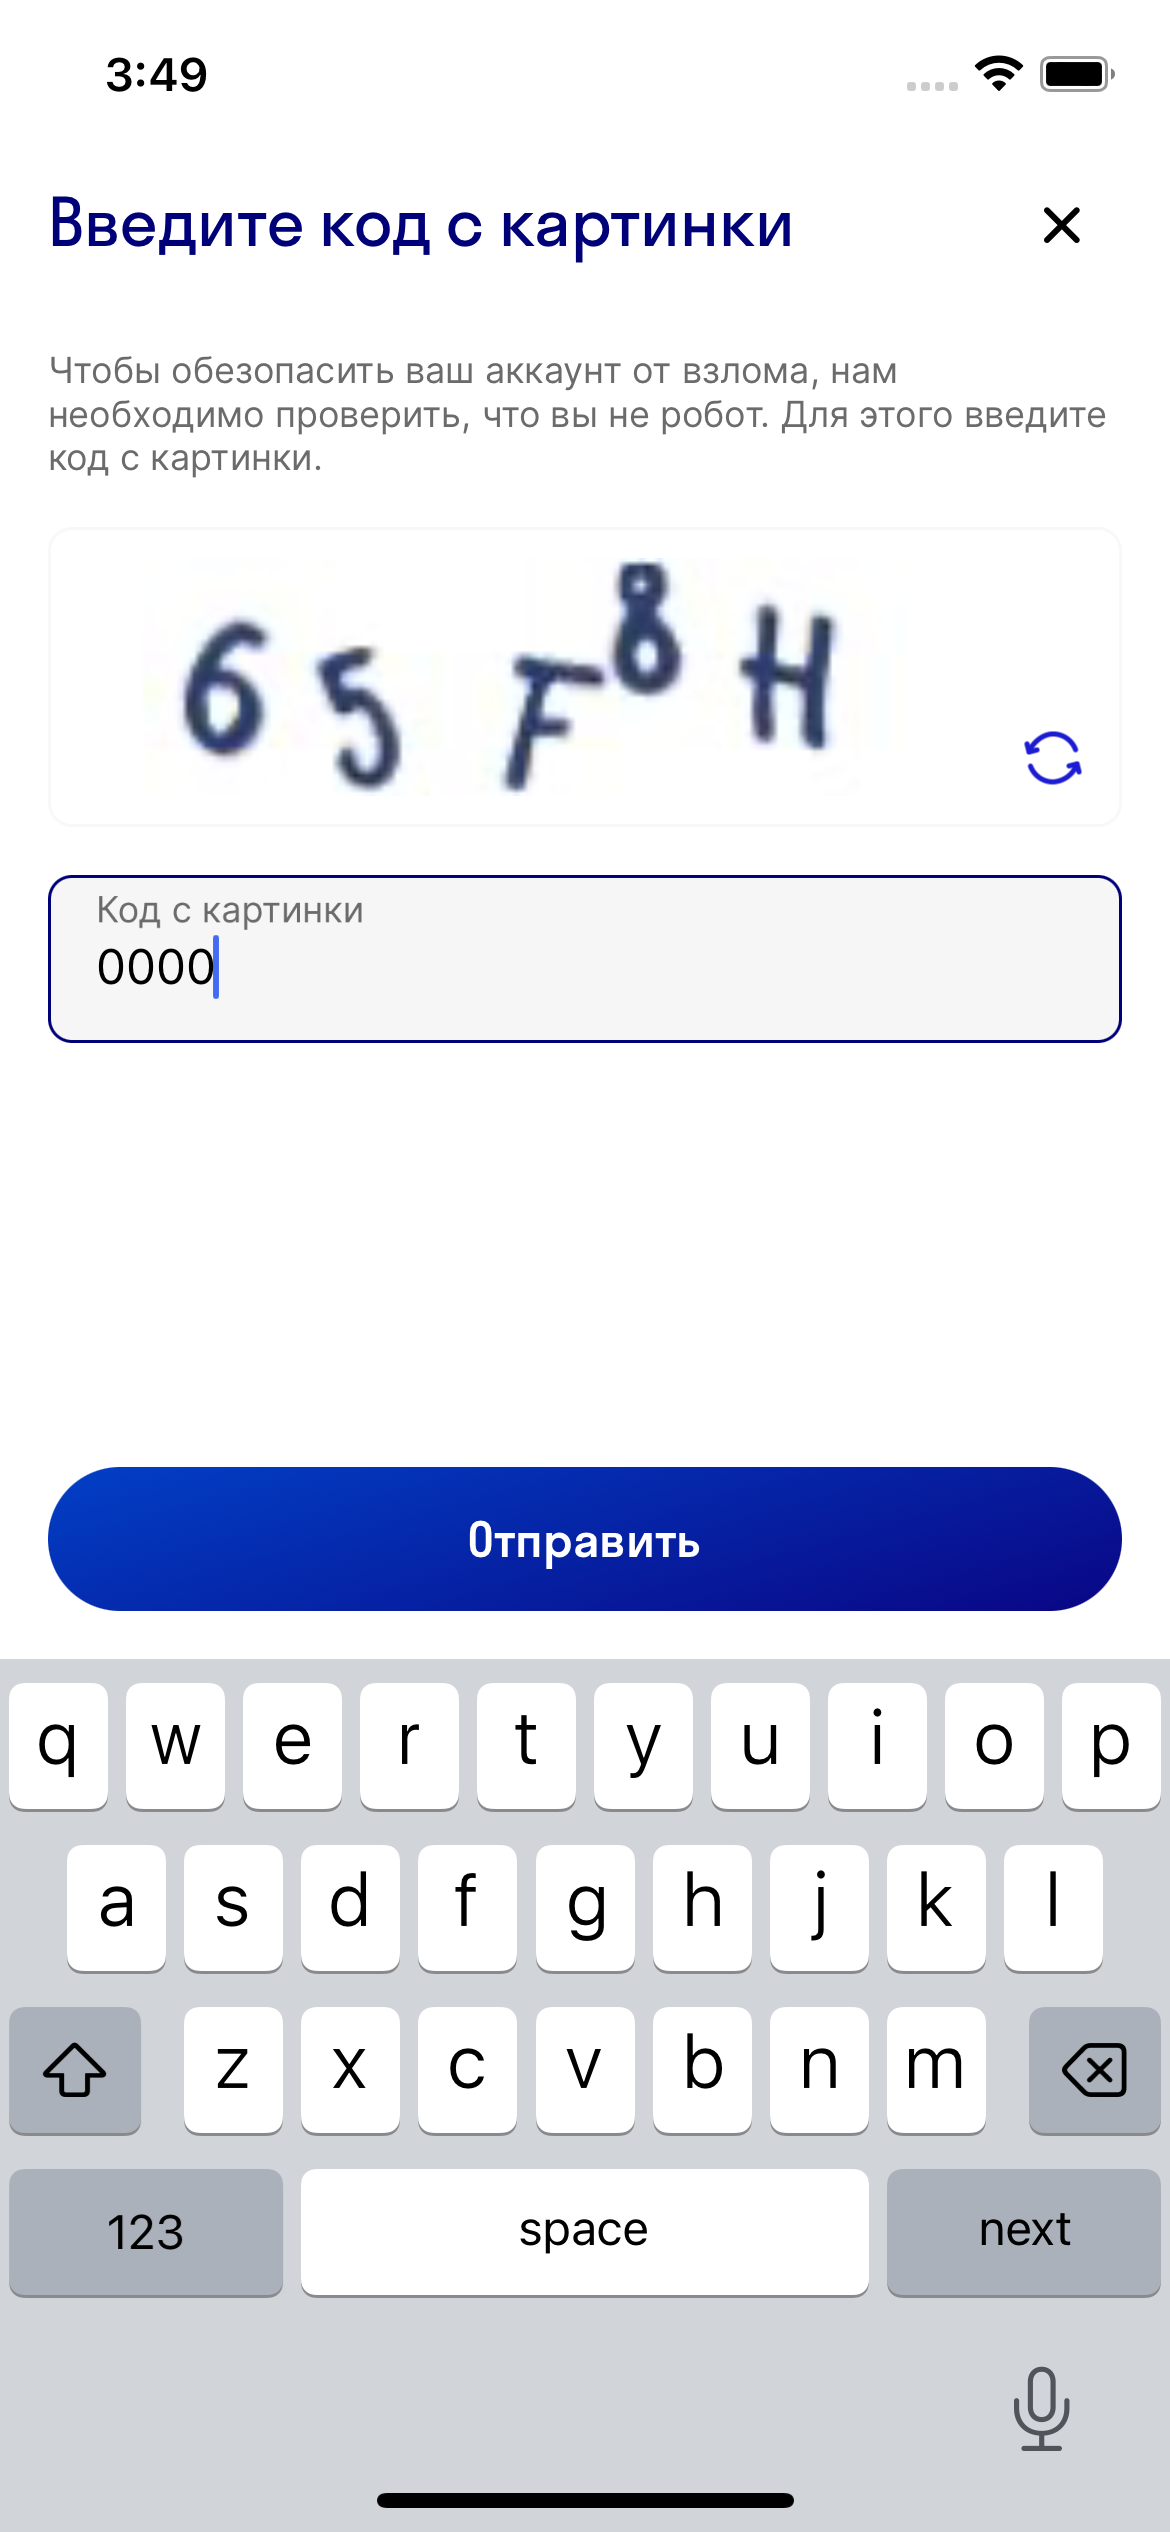 3:49
Введите код с картинки
Чтобы обезопасить ваш аккаунт от взлома, нам
необходимо проверить, что вы не робот. Для этого введите
код с картинки.
65F8H
Код с картинки
0000
Отправить
q w e r t y u i o p
a s d f g h j k l
z x c v b n m
123 space next